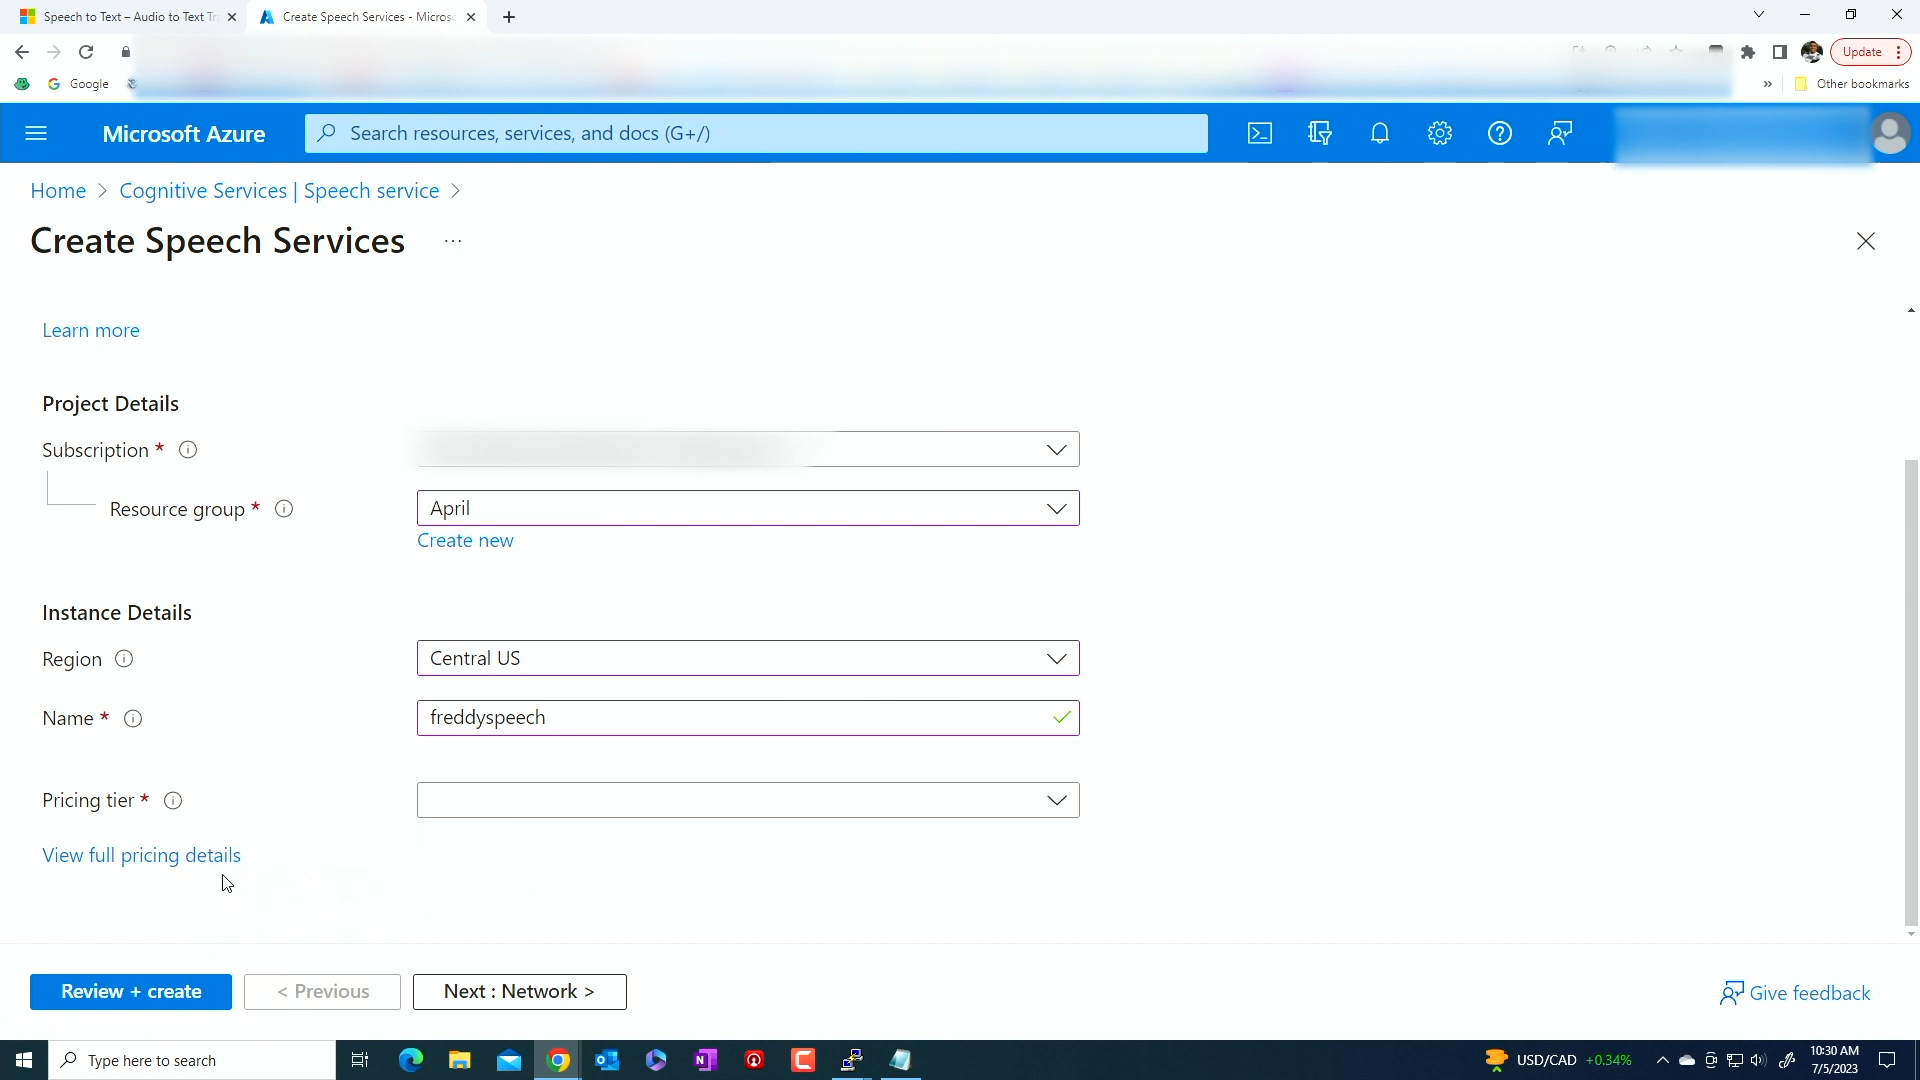 Speech to Text – Audio to Text Tr
Create Speech Services - Micros
Update
Google
Other bookmarks
Microsoft Azure
Search resources, services, and docs (G+/)
Home > Cognitive Services | Speech service >
Create Speech Services ...
Learn more
Project Details
Subscription *
Resource group *
April
Create new
Instance Details
Region
Central US
Name *
freddyspeech
Pricing tier *
View full pricing details
Review + create
< Previous
Next : Network >
Give feedback
Type here to search
USD/CAD +0.34%
10:30 AM
7/5/2023